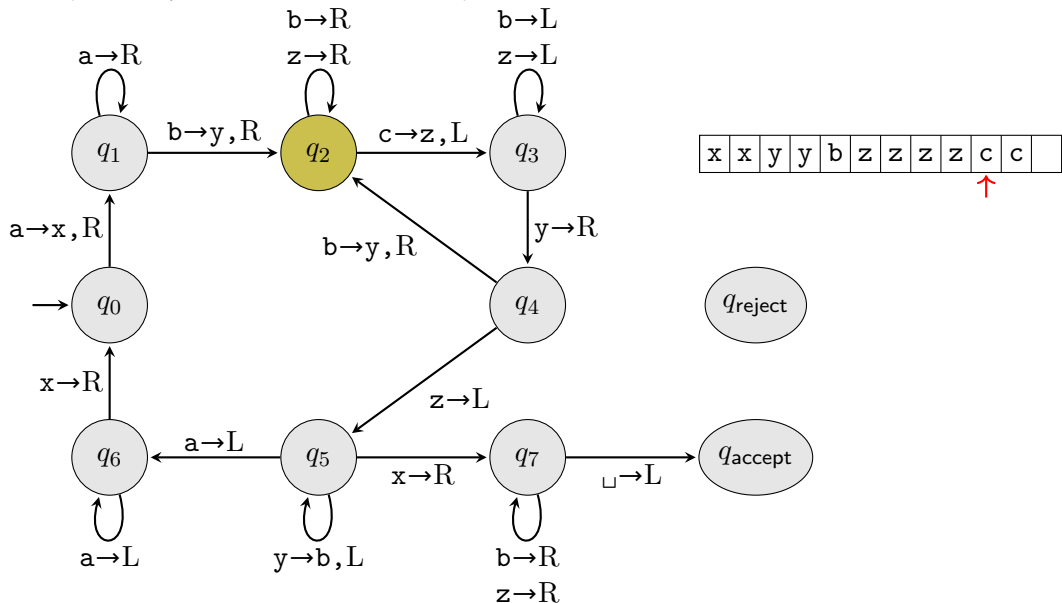 b→R
z→R
b→L
z→L
a→R
q1
b→y,R
q2
c→z,L
q3
x x y y b z z z z c c
↑
a→x,R
b→y,R
y→R
q0
q4
qreject
x→R
z→L
q6
a→L
q5
x→R
q7
␣→L
qaccept
a→L
y→b,L
b→R
z→R